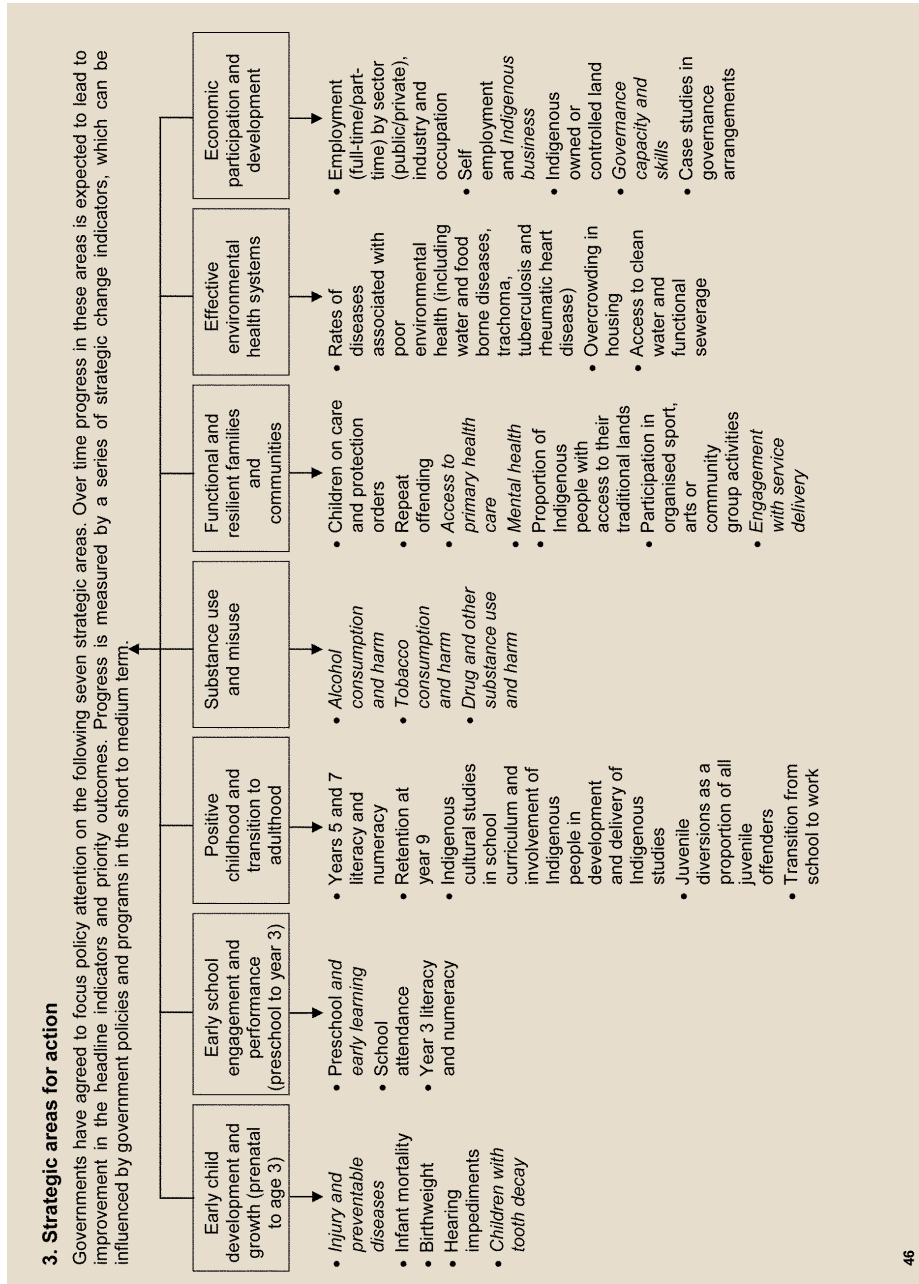 3. Strategic areas for action
Governments have agreed to focus policy attention on the following seven strategic areas. Over time progress in these areas is expected to lead to
improvement in the headline indicators and priority outcomes. Progress is measured by a series of strategic change indicators, which can be
influenced by government policies and programs in the short to medium term.
Early child
development and
growth (prenatal
to age 3)
• Injury and
preventable
diseases
• Infant mortality
• Birthweight
• Hearing
impediments
• Children with
tooth decay
Early school
engagement and
performance
(preschool to year 3)
• Preschool and
early learning
• School
attendance
• Year 3 literacy
and numeracy
Positive
childhood and
transition to
adulthood
• Years 5 and 7
literacy and
numeracy
• Retention at
year 9
• Indigenous
cultural studies
in school
curriculum and
involvement of
Indigenous
people in
development
and delivery of
Indigenous
studies
• Juvenile
diversions as a
proportion of all
juvenile
offenders
• Transition from
school to work
Substance use
and misuse
• Alcohol
consumption
and harm
• Tobacco
consumption
and harm
• Drug and other
substance use
and harm
Functional and
resilient families
and
communities
• Children on care
and protection
orders
• Repeat
offending
• Access to
primary health
care
• Mental health
• Proportion of
Indigenous
people with
access to their
traditional lands
• Participation in
organised sport,
arts or
community
group activities
• Engagement
with service
delivery
Effective
environmental
health systems
• Rates of
diseases
associated with
poor
environmental
health (including
water and food
borne diseases,
trachoma,
tuberculosis and
rheumatic heart
disease)
• Overcrowding in
housing
• Access to clean
water and
functional
sewerage
Economic
participation and
development
• Employment
(full-time/part-
time) by sector
(public/private),
industry and
occupation
• Self
employment
and Indigenous
business
• Indigenous
owned or
controlled land
• Governance
capacity and
skills
• Case studies in
governance
arrangements
46